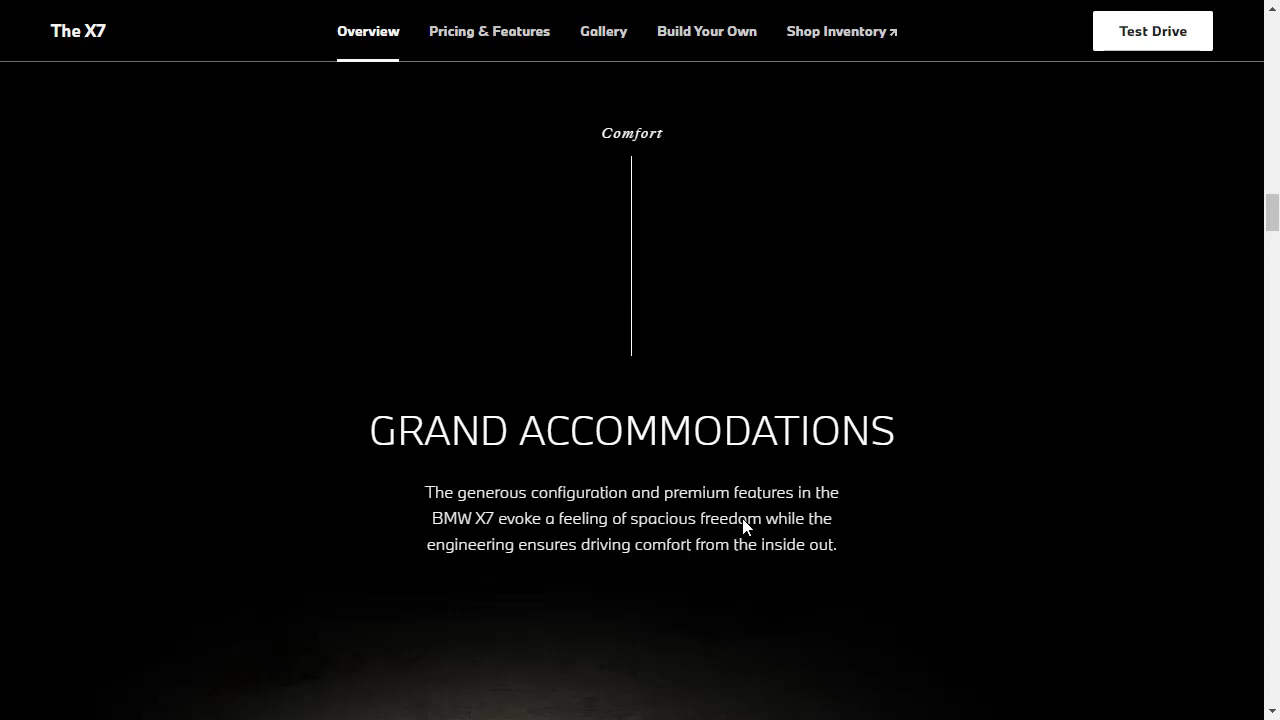 The X7
Overview
Pricing & Features
Gallery
Build Your Own
Shop Inventory
Test Drive
Comfort
GRAND ACCOMMODATIONS
The generous configuration and premium features in the
BMW X7 evoke a feeling of spacious freedom while the
engineering ensures driving comfort from the inside out.